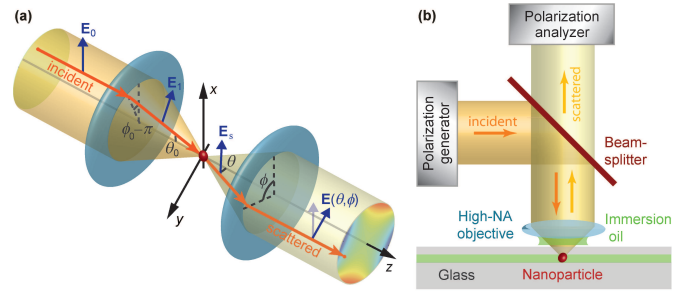 (a)
E₀
incident
E₁
ϕ₀–π
θ₀
x
Eₛ
θ
ϕ
E(θ,ϕ)
scattered
y
z
(b)
Polarization
analyzer
scattered
Polarization
generator
incident
Beam-
splitter
High-NA
objective
Immersion
oil
Glass
Nanoparticle